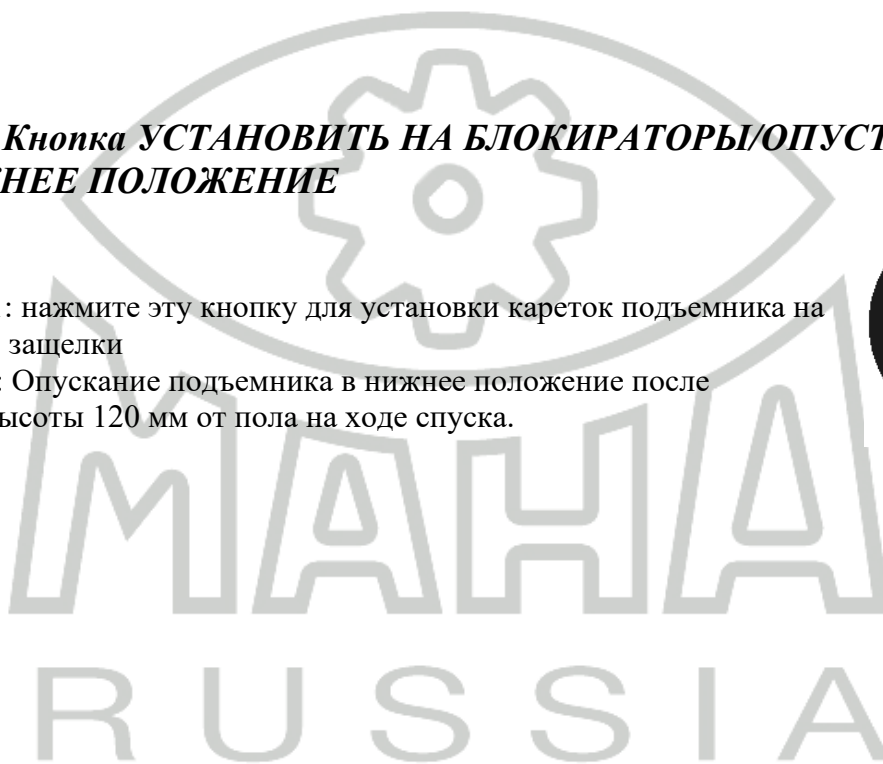 Кнопка УСТАНОВИТЬ НА БЛОКИРАТОРЫ/ОПУСТ
НЕЕ ПОЛОЖЕНИЕ
: нажмите эту кнопку для установки кареток подъемника на
защелки
: Опускание подъемника в нижнее положение после
ысоты 120 мм от пола на ходе спуска.
MAHA
RUSSIA